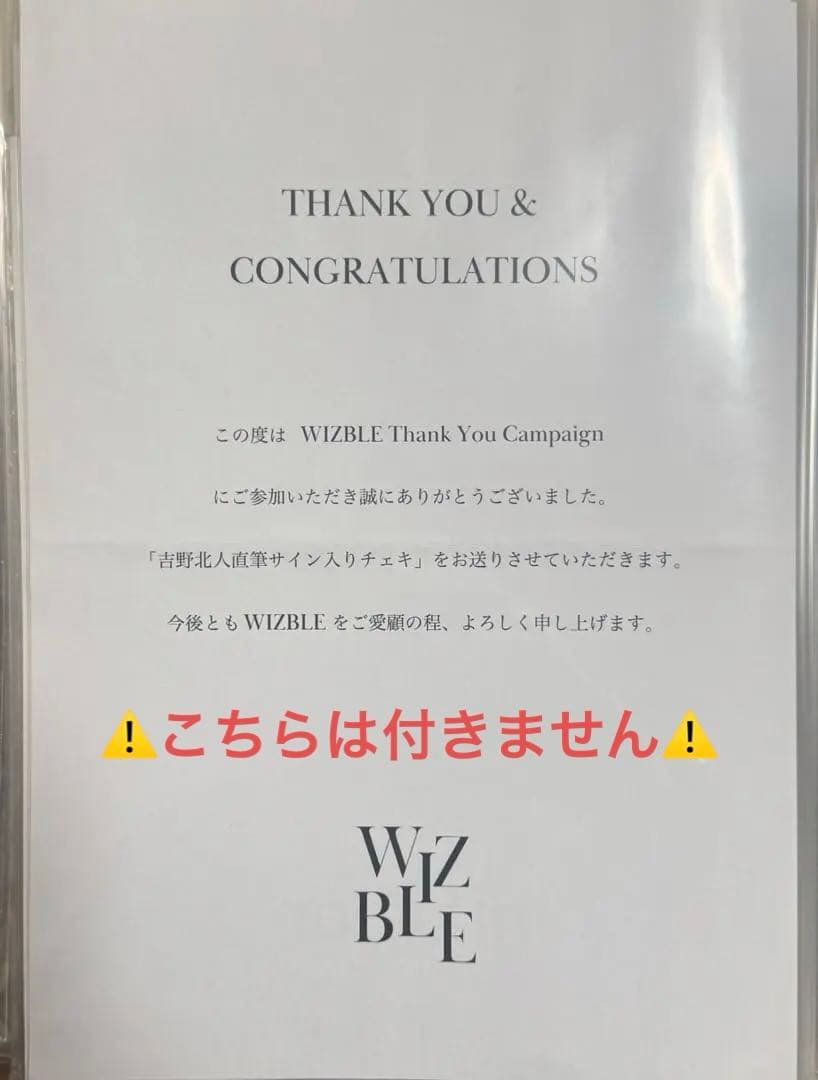 THANK YOU &
CONGRATULATIONS
この度は WIZBLE Thank You Campaign
にご参加いただき誠にありがとうございました。
「吉野北人直筆サイン入りチェキ」をお送りさせていただきます。
今後とも WIZBLE をご愛顧の程、よろしく申し上げます。
⚠️こちらは付きません⚠️
WIZ
BLE